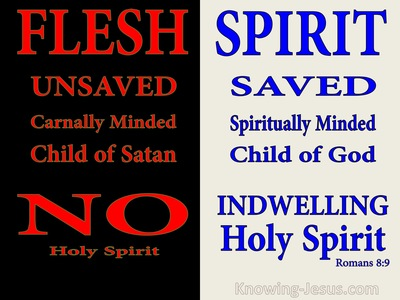 FLESH
UNSAVED
Carnally Minded
Child of Satan
NO
Holy Spirit
SPIRIT
SAVED
Spiritually Minded
Child of God
INDWELLING
Holy Spirit
Romans 8:9
Knowing-Jesus.com